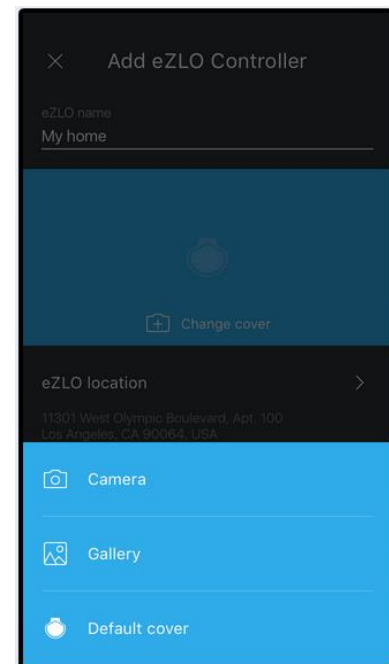 Add eZLO Controller
eZLO name
My home
Change cover
eZLO location
11301 West Olympic Boulevard, Apt. 100
Los Angeles, CA 90064, USA
Camera
Gallery
Default cover